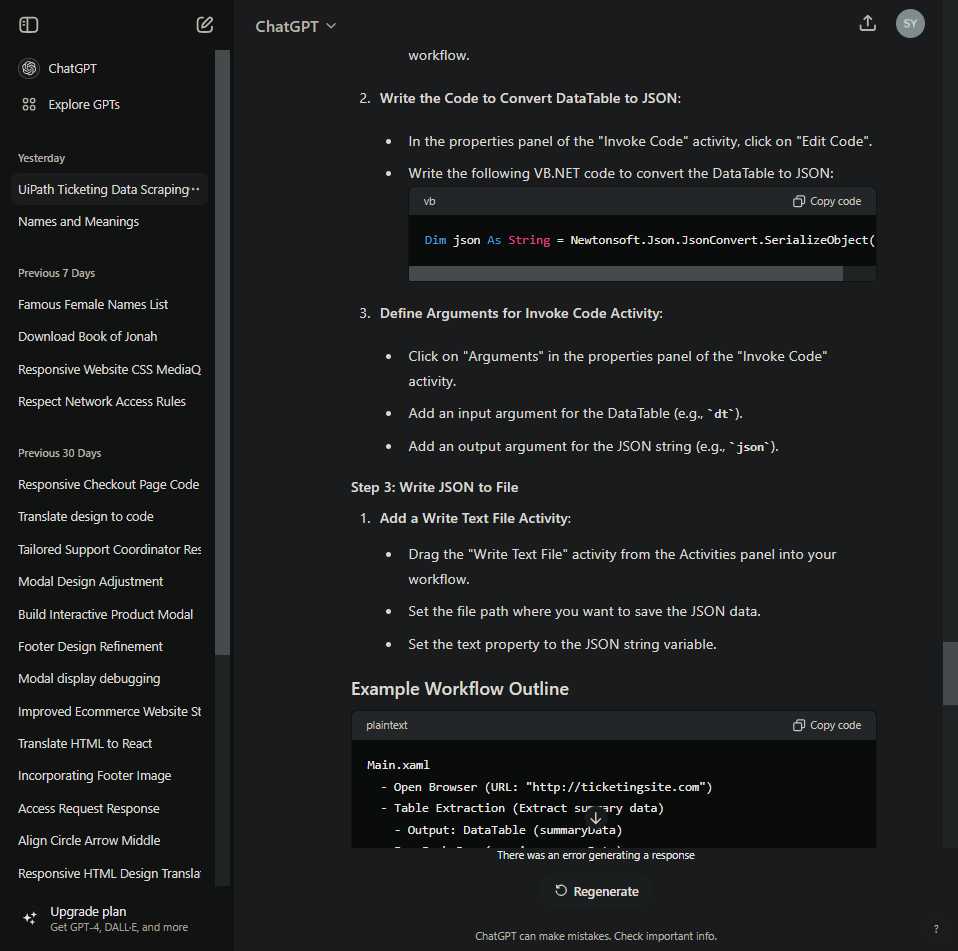 ChatGPT
Explore GPTs
Yesterday
UiPath Ticketing Data Scraping
Names and Meanings
Previous 7 Days
Famous Female Names List
Download Book of Jonah
Responsive Website CSS MediaQ
Respect Network Access Rules
Previous 30 Days
Responsive Checkout Page Code
Translate design to code
Tailored Support Coordinator Res
Modal Design Adjustment
Build Interactive Product Modal
Footer Design Refinement
Modal display debugging
Improved Ecommerce Website St
Translate HTML to React
Incorporating Footer Image
Access Request Response
Align Circle Arrow Middle
Responsive HTML Design Transla
Upgrade plan
Get GPT-4, DALL·E, and more
ChatGPT
SY
workflow.
2. Write the Code to Convert DataTable to JSON:
• In the properties panel of the "Invoke Code" activity, click on "Edit Code".
• Write the following VB.NET code to convert the DataTable to JSON:
vb
Copy code
Dim json As String = Newtonsoft.Json.JsonConvert.SerializeObject(
3. Define Arguments for Invoke Code Activity:
• Click on "Arguments" in the properties panel of the "Invoke Code"
activity.
• Add an input argument for the DataTable (e.g., `dt`).
• Add an output argument for the JSON string (e.g., `json`).
Step 3: Write JSON to File
1. Add a Write Text File Activity:
• Drag the "Write Text File" activity from the Activities panel into your
workflow.
• Set the file path where you want to save the JSON data.
• Set the text property to the JSON string variable.
Example Workflow Outline
plaintext
Copy code
Main.xaml
- Open Browser (URL: "http://ticketingsite.com")
- Table Extraction (Extract summary data)
- Output: DataTable (summaryData)
There was an error generating a response
Regenerate
ChatGPT can make mistakes. Check important info.
?